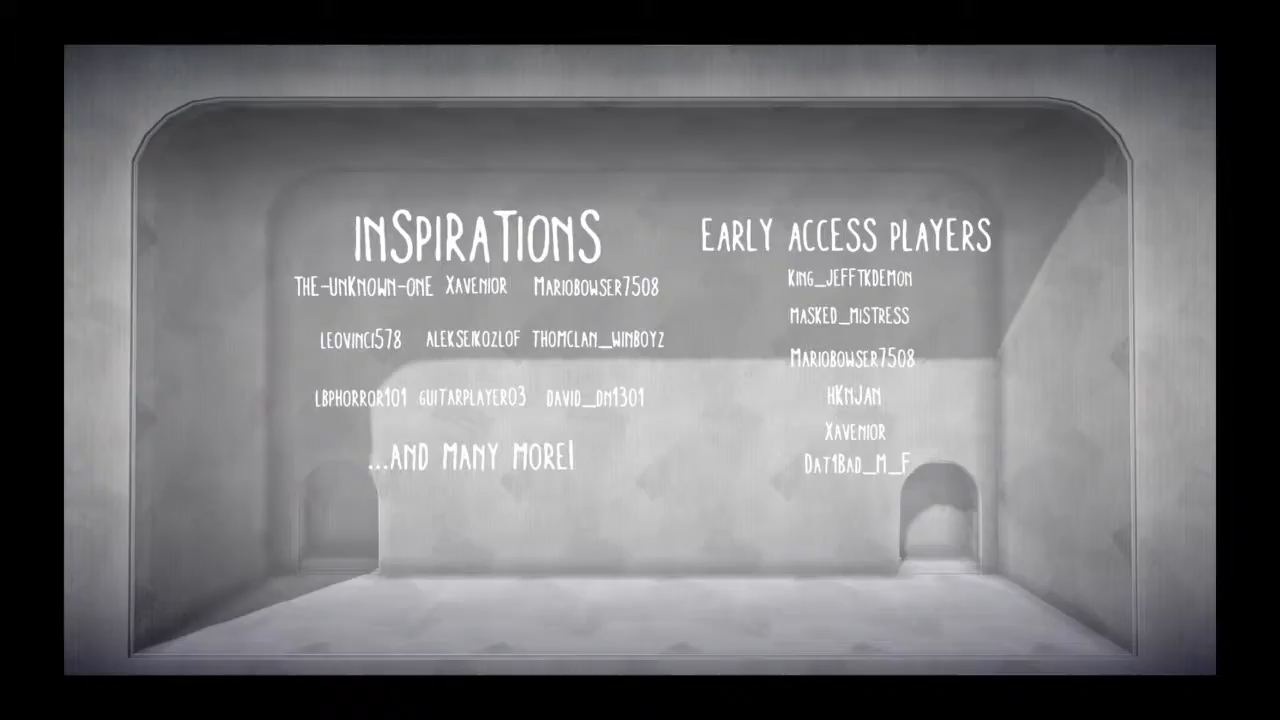 INSPIRATIONS
THE-UNKNOWN-ONE XAVENIOR MARIOBOWSER7508
LEOVINCI578 ALEKSEIKOZLOF THOMCLAN_WINBOYZ
LBPHORROR101 GUITARPLAYER03 DAVID_DN1301
...AND MANY MORE!
EARLY ACCESS PLAYERS
KING_JEFFTKDEMON
MASKED_MISTRESS
MARIOBOWSER7508
HKNJAN
XAVENIOR
DAT1BAD_M_F